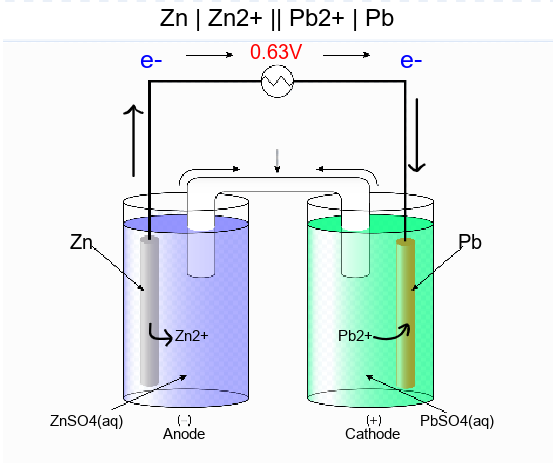 Zn | Zn2+ || Pb2+ | Pb
0.63V
e-
e-
Zn
Pb
Zn2+
Pb2+
ZnSO4(aq)
(-)
Anode
(+)
Cathode
PbSO4(aq)